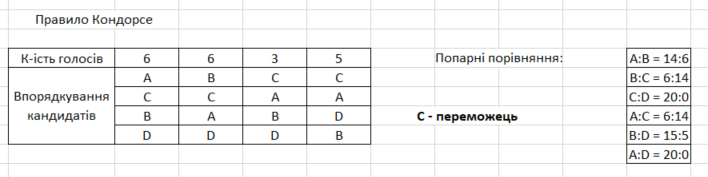 Правило Кондорсе
К-ість голосів 6 6 3 5 Попарні порівняння: A:B = 14:6
A B C C B:C = 6:14
Впорядкування C C A A C:D = 20:0
кандидатів B A B D С - переможець A:C = 6:14
D D D B B:D = 15:5
A:D = 20:0